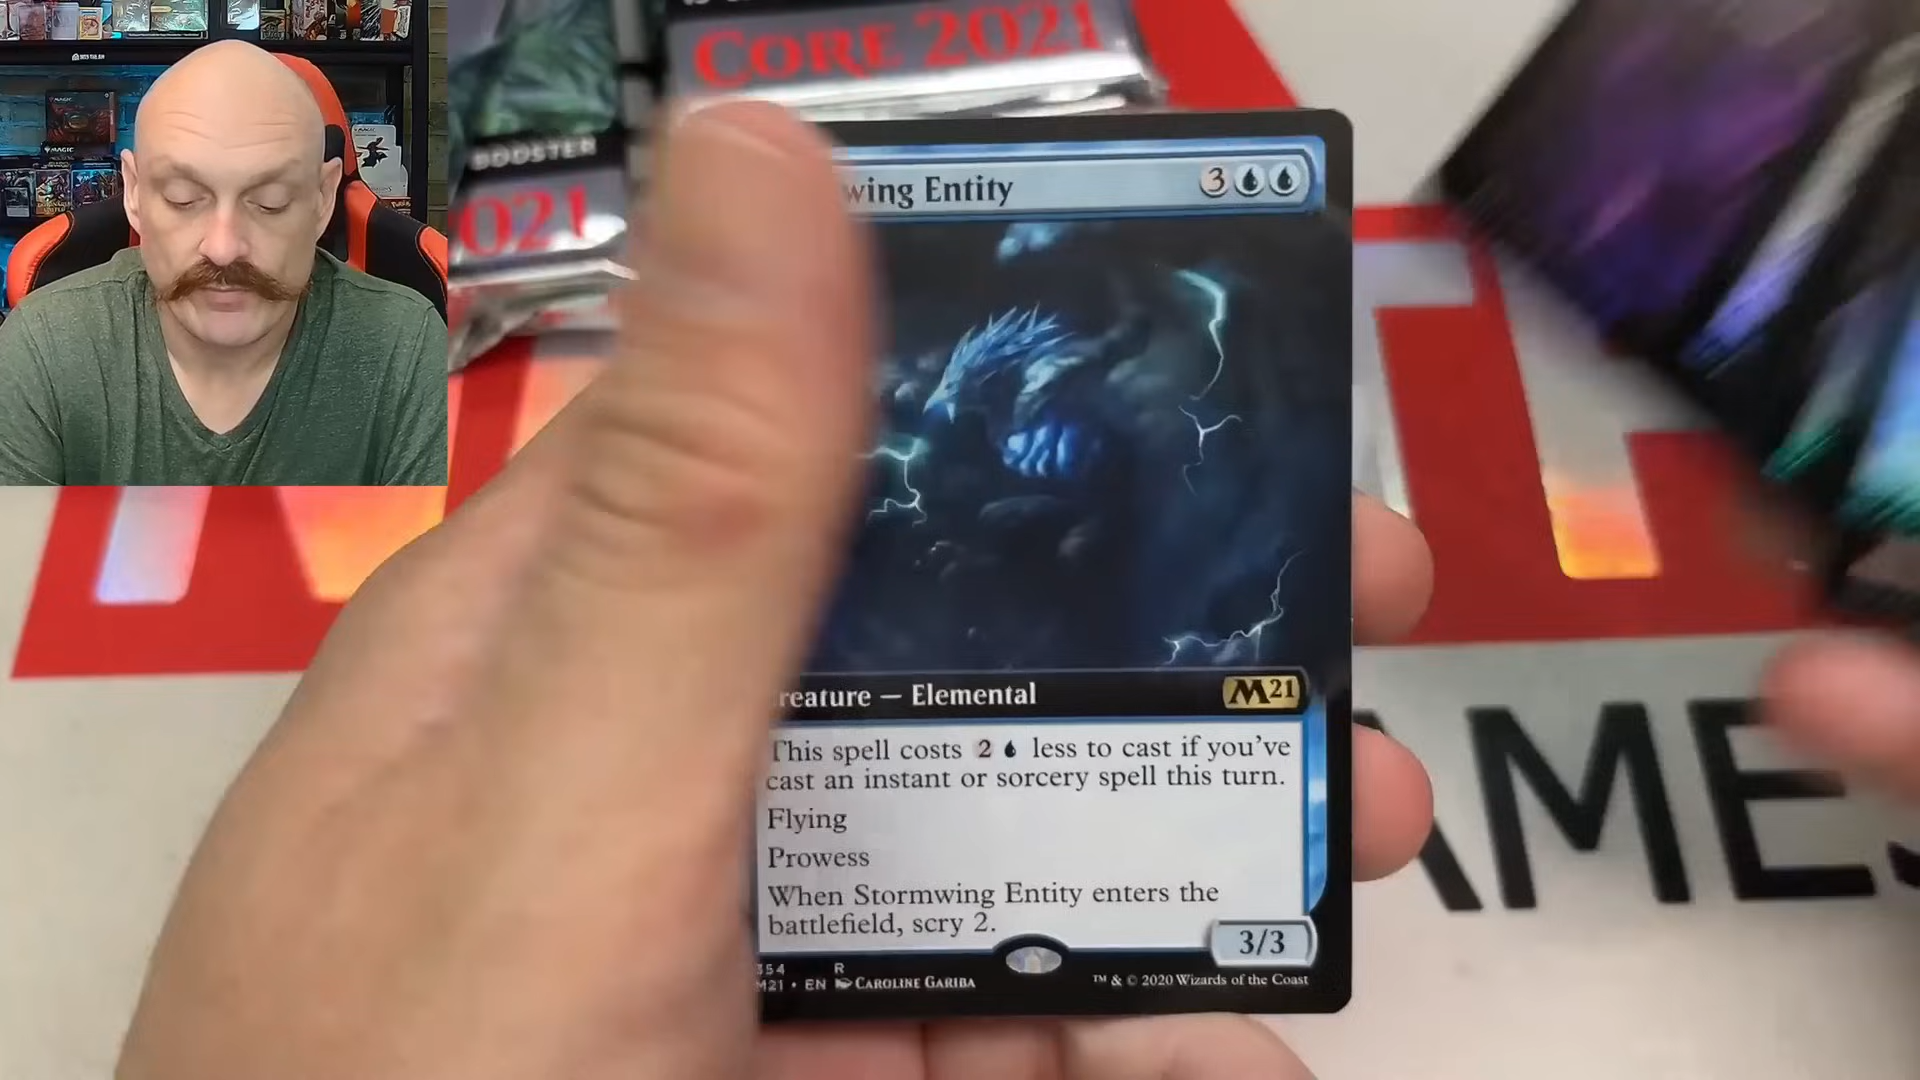 CORE 2021
BOOSTER
2021
wing Entity
3
reature — Elemental
M21
This spell costs 2 less to cast if you've
cast an instant or sorcery spell this turn.
Flying
Prowess
When Stormwing Entity enters the
battlefield, scry 2.
3/3
354 R
M21 • EN CAROLINE GARIBA
™ & © 2020 Wizards of the Coast
AMES
MAGIC
MAGIC